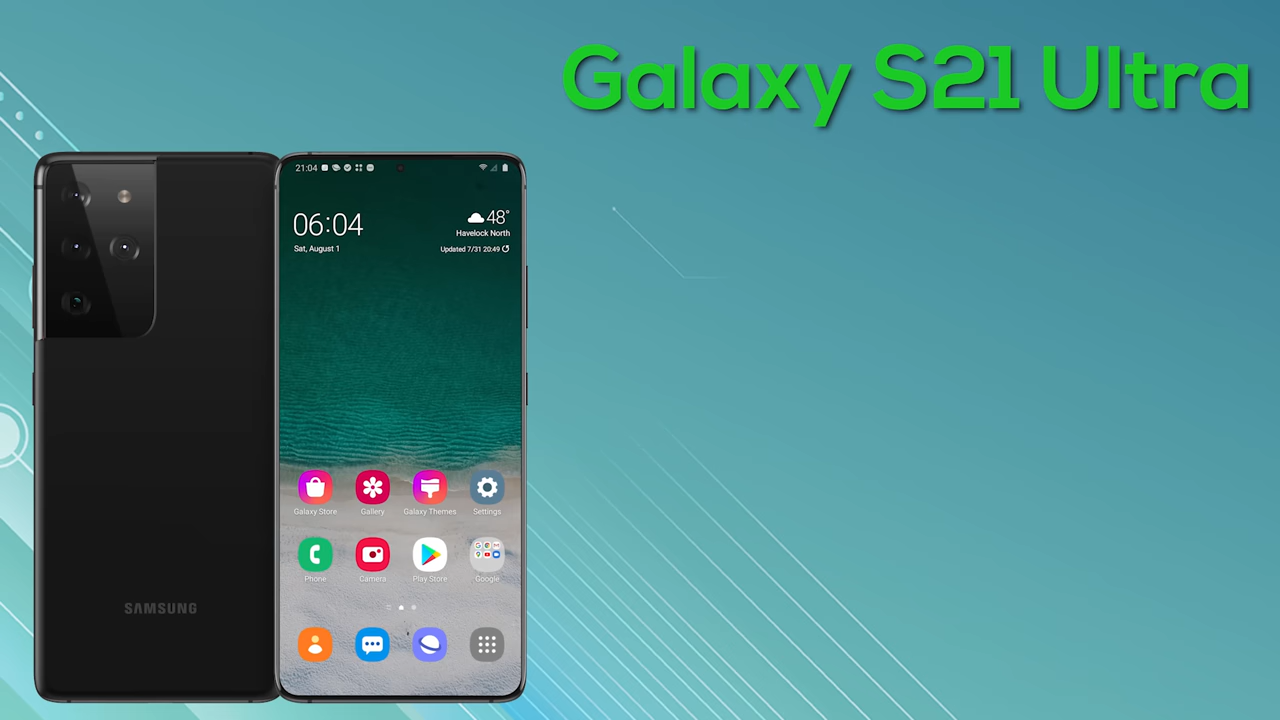 Galaxy S21 Ultra
21:04
06:04
Sat, August 1
48°
Havelock North
Updated 7/31 20:49
Galaxy Store
Gallery
Galaxy Themes
Settings
Phone
Camera
Play Store
Google
SAMSUNG